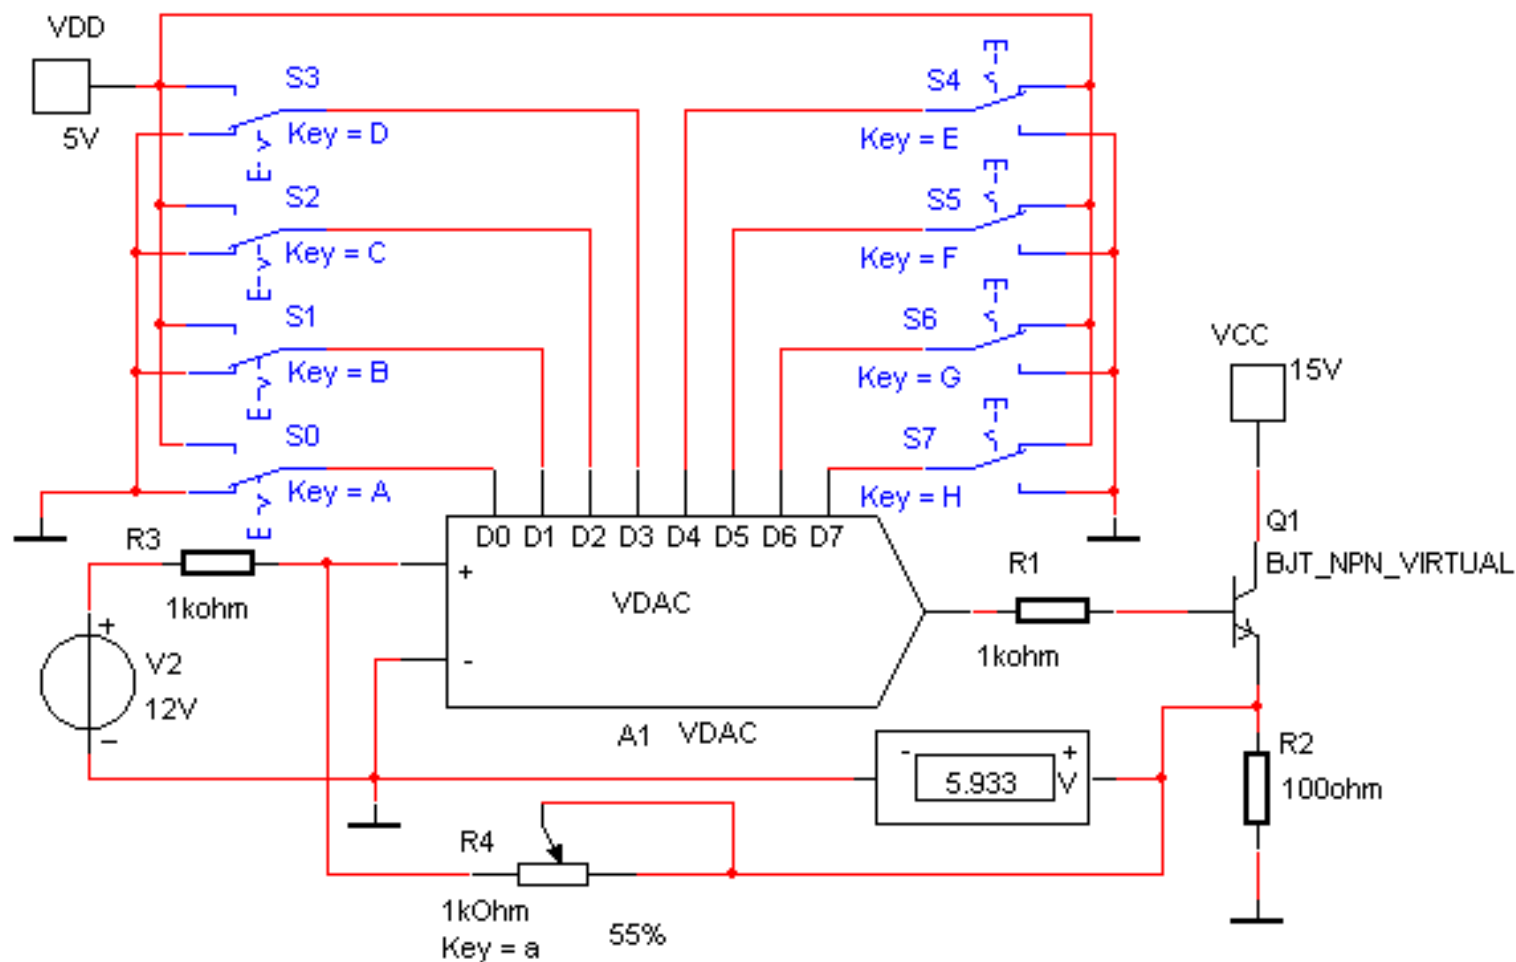 VDD
5V
S3
Key = D
S2
Key = C
S1
Key = B
S0
Key = A
S4
Key = E
S5
Key = F
S6
Key = G
S7
Key = H
VCC
15V
Q1
BJT_NPN_VIRTUAL
D0 D1 D2 D3 D4 D5 D6 D7
+
VDAC
-
A1 VDAC
R3
1kohm
+
V2
12V
-
R1
1kohm
- +
5.933 V
R2
100ohm
R4
1kOhm
55%
Key = a